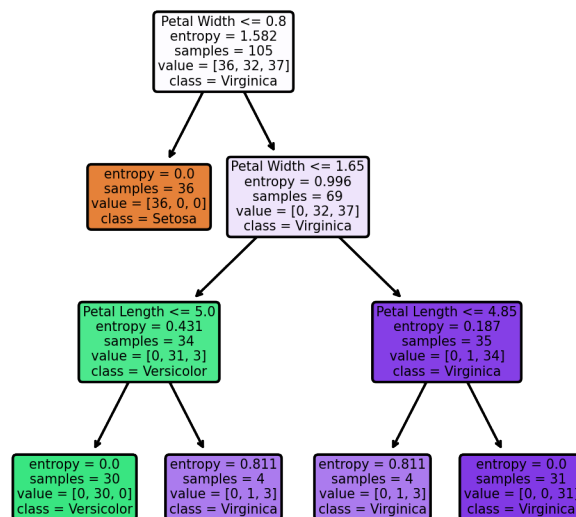 Petal Width <= 0.8
entropy = 1.582
samples = 105
value = [36, 32, 37]
class = Virginica
entropy = 0.0
samples = 36
value = [36, 0, 0]
class = Setosa
Petal Width <= 1.65
entropy = 0.996
samples = 69
value = [0, 32, 37]
class = Virginica
Petal Length <= 5.0
entropy = 0.431
samples = 34
value = [0, 31, 3]
class = Versicolor
Petal Length <= 4.85
entropy = 0.187
samples = 35
value = [0, 1, 34]
class = Virginica
entropy = 0.0
samples = 30
value = [0, 30, 0]
class = Versicolor
entropy = 0.811
samples = 4
value = [0, 1, 3]
class = Virginica
entropy = 0.811
samples = 4
value = [0, 1, 3]
class = Virginica
entropy = 0.0
samples = 31
value = [0, 0, 31]
class = Virginica